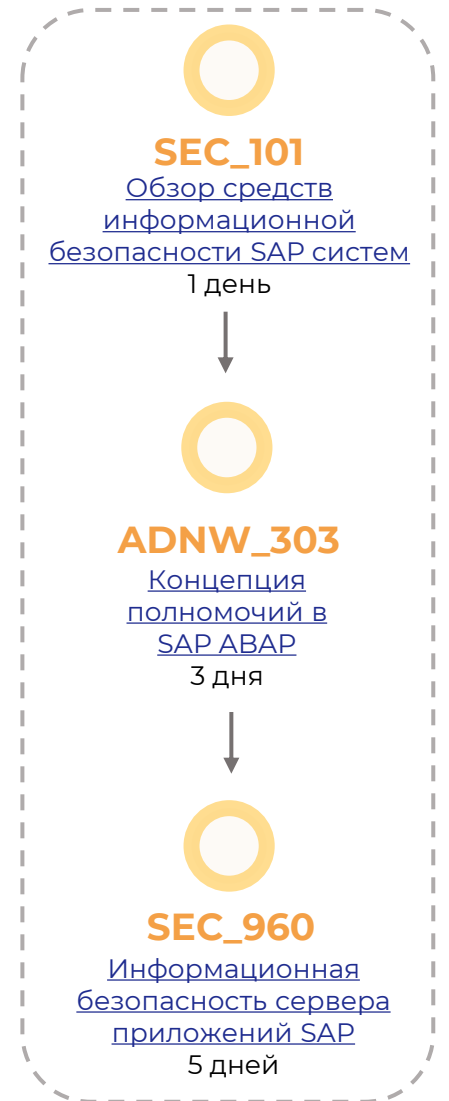 SEC_101
Обзор средств
информационной
безопасности SAP систем
1 день
ADNW_303
Концепция
полномочий в
SAP ABAP
3 дня
SEC_960
Информационная
безопасность сервера
приложений SAP
5 дней